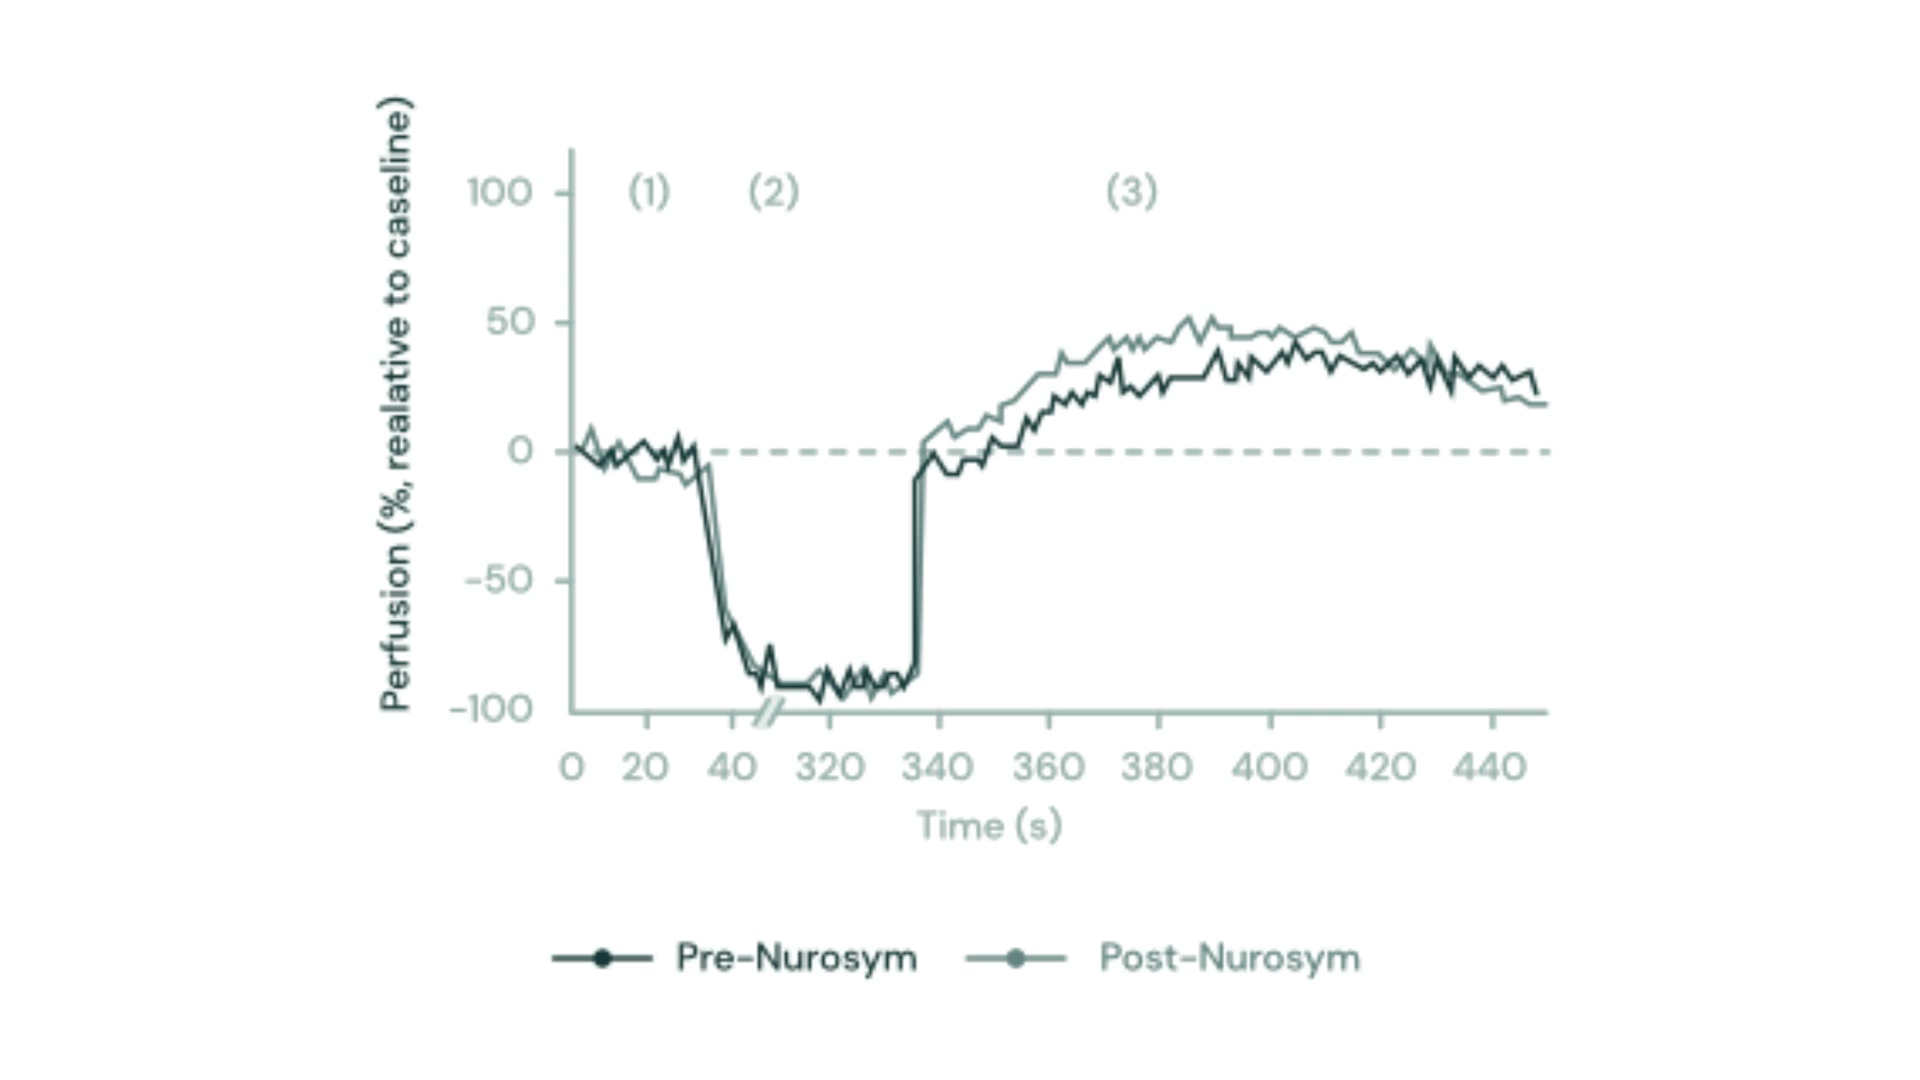 Perfusion (%, realative to caseline)
100
50
0
-50
-100
(1) (2) (3)
0 20 40 320 340 360 380 400 420 440
Time (s)
Pre-Nurosym Post-Nurosym